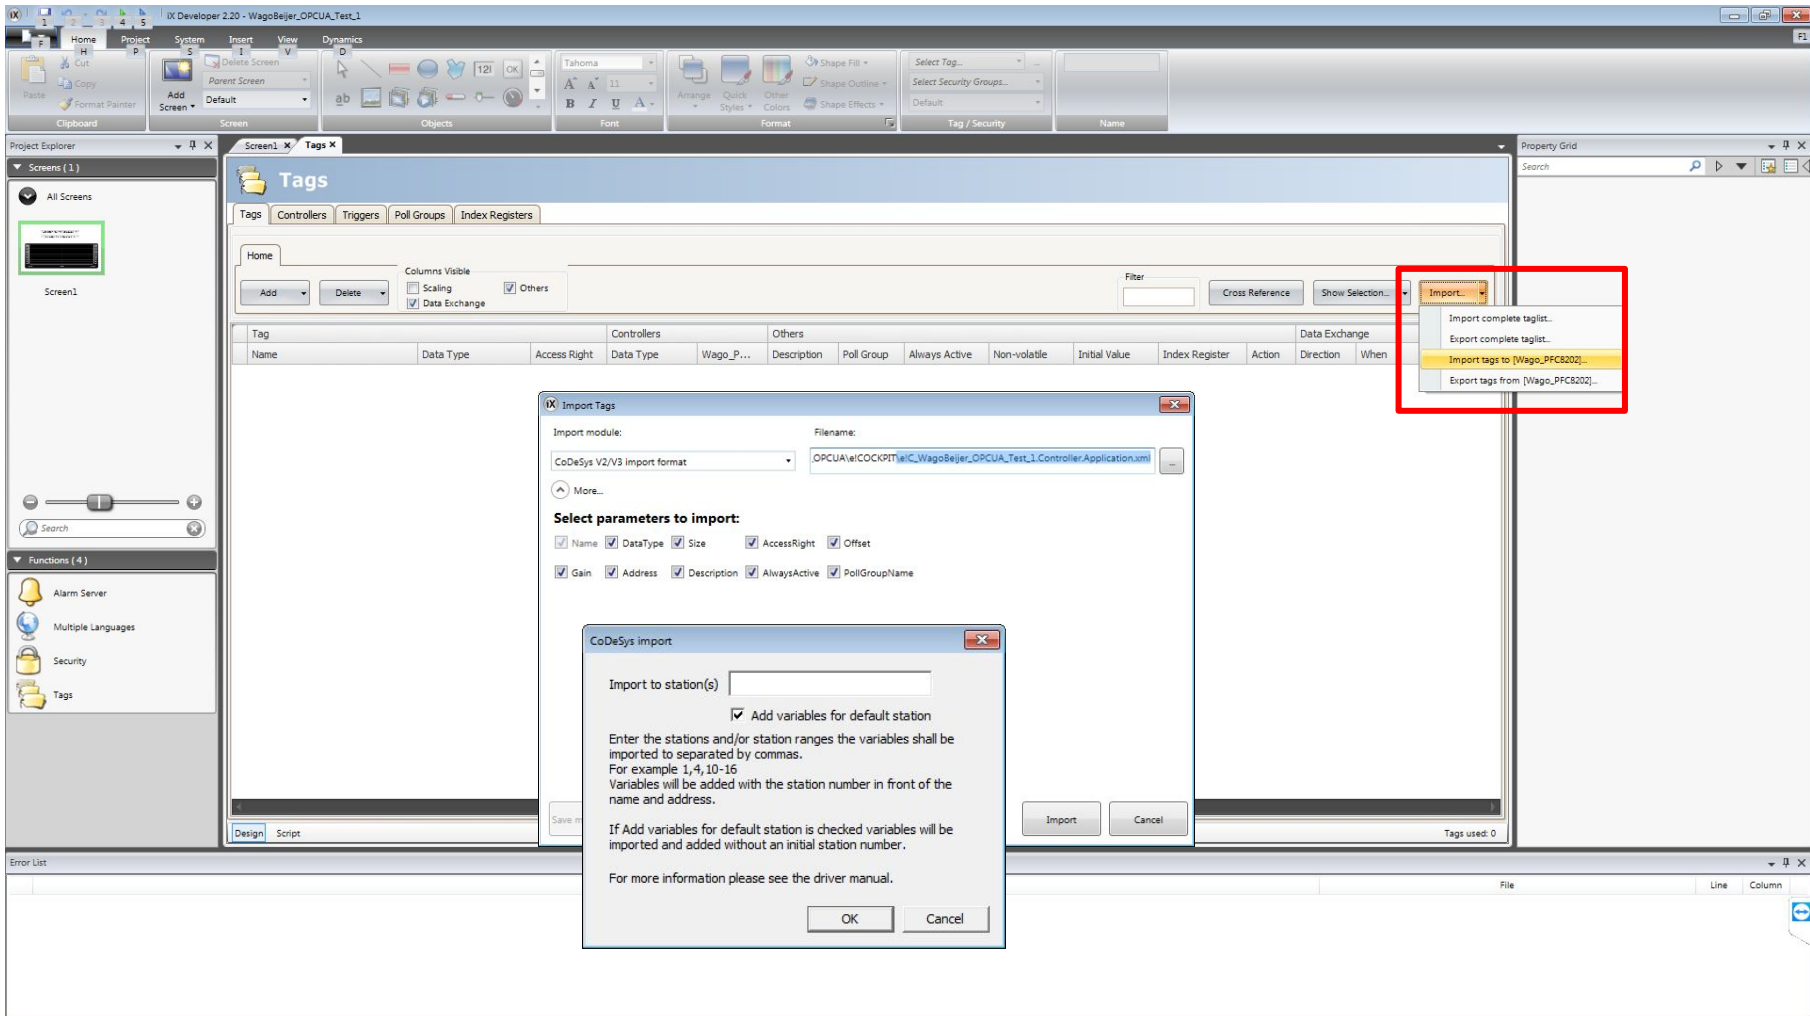 iX Developer 2.20 - WagoBeijer_OPCUA_Test_1
1 2 3 4 5
Home Project System Insert View Dynamics
F H P S I V D F1
Cut
Copy
Paste
Format Painter
Clipboard
Add Screen
Delete Screen
Parent Screen
Default
Screen
ab 123 OK
Objects
Tahoma
11
B I U A
Font
Arrange
Quick Styles
Other Colors
Shape Fill
Shape Outline
Shape Effects
Format
Select Tag...
Select Security Groups...
Default
Tag / Security
Name
Project Explorer
Screens (1)
All Screens
Screen1
Search
Functions (4)
Alarm Server
Multiple Languages
Security
Tags
Screen1 Tags
Tags
Tags Controllers Triggers Poll Groups Index Registers
Home
Add Delete
Columns Visible
Scaling Others
Data Exchange
Filter
Cross Reference Show Selection... Import...
Import complete taglist...
Export complete taglist...
Import tags to [Wago_PFC8202]...
Export tags from [Wago_PFC8202]...
Tag Controllers Others Data Exchange
Name Data Type Access Right Data Type Wago_P... Description Poll Group Always Active Non-volatile Initial Value Index Register Action Direction When
Import Tags
Import module: Filename:
CoDeSys V2/V3 import format
_OPCUA\e!COCKPIT\e!C_WagoBeijer_OPCUA_Test_1.Controller.Application.xml
...
More...
Select parameters to import:
Name DataType Size AccessRight Offset
Gain Address Description AlwaysActive PollGroupName
Save m
Import Cancel
CoDeSys import
Import to station(s)
Add variables for default station
Enter the stations and/or station ranges the variables shall be
imported to separated by commas.
For example 1,4,10-16
Variables will be added with the station number in front of the
name and address.
If Add variables for default station is checked variables will be
imported and added without an initial station number.
For more information please see the driver manual.
OK Cancel
Design Script
Tags used: 0
Property Grid
Search
Error List
File Line Column